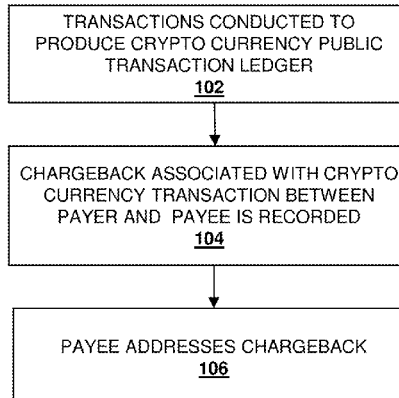 TRANSACTIONS CONDUCTED TO
PRODUCE CRYPTO CURRENCY PUBLIC
TRANSACTION LEDGER
102
CHARGEBACK ASSOCIATED WITH CRYPTO
CURRENCY TRANSACTION BETWEEN
PAYER AND PAYEE IS RECORDED
104
PAYEE ADDRESSES CHARGEBACK
106